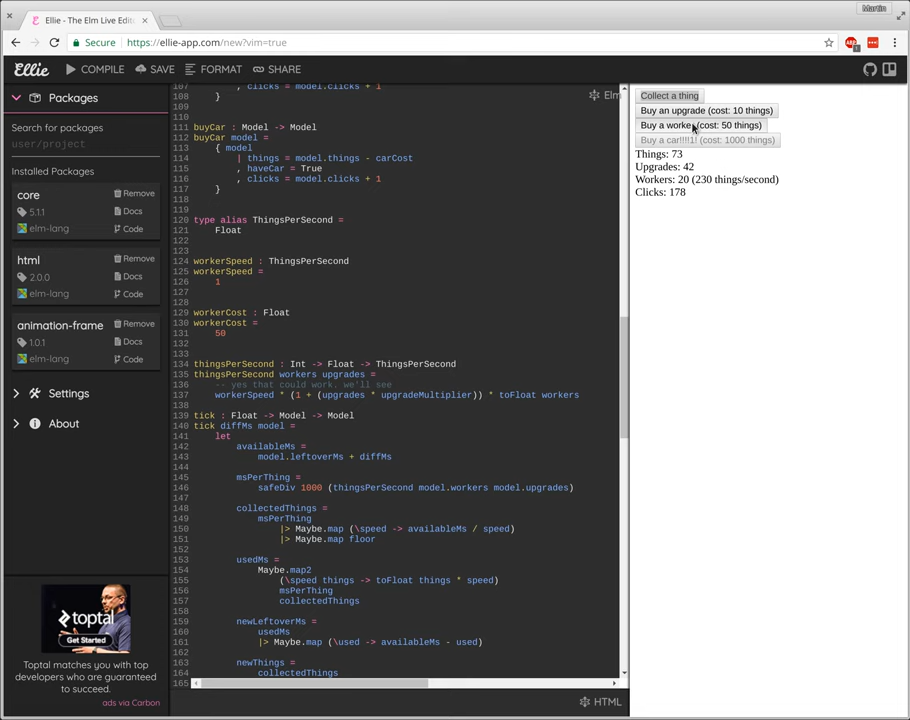 Martin
Ellie - The Elm Live Edit
Secure
https://ellie-app.com/new?vim=true
Ellie
COMPILE
SAVE
FORMAT
SHARE
Packages
Search for packages
user/project
Installed Packages
core
Remove
5.1.1
Docs
elm-lang
Code
html
Remove
2.0.0
Docs
elm-lang
Code
animation-frame
Remove
1.0.1
Docs
elm-lang
Code
Settings
About
toptal
Get Started
Toptal matches you with top
developers who are guaranteed
to succeed.
ads via Carbon
Elm
107 , clicks = model.clicks + 1
108 }
109
110
111 buyCar : Model -> Model
112 buyCar model =
113 { model
114 | things = model.things - carCost
115 , haveCar = True
116 , clicks = model.clicks + 1
117 }
118
119
120 type alias ThingsPerSecond =
121 Float
122
123
124 workerSpeed : ThingsPerSecond
125 workerSpeed =
126 1
127
128
129 workerCost : Float
130 workerCost =
131 50
132
133
134 thingsPerSecond : Int -> Float -> ThingsPerSecond
135 thingsPerSecond workers upgrades =
136 -- yes that could work. we'll see
137 workerSpeed * (1 + (upgrades * upgradeMultiplier)) * toFloat workers
138
139 tick : Float -> Model -> Model
140 tick diffMs model =
141 let
142 availableMs =
143 model.leftoverMs + diffMs
144
145 msPerThing =
146 safeDiv 1000 (thingsPerSecond model.workers model.upgrades)
147
148 collectedThings =
149 msPerThing
150 |> Maybe.map (\speed -> availableMs / speed)
151 |> Maybe.map floor
152
153 usedMs =
154 Maybe.map2
155 (\speed things -> toFloat things * speed)
156 msPerThing
157 collectedThings
158
159 newLeftoverMs =
160 usedMs
161 |> Maybe.map (\used -> availableMs - used)
162
163 newThings =
164 collectedThings
165
HTML
Collect a thing
Buy an upgrade (cost: 10 things)
Buy a worker (cost: 50 things)
Buy a car!!!!1! (cost: 1000 things)
Things: 73
Upgrades: 42
Workers: 20 (230 things/second)
Clicks: 178